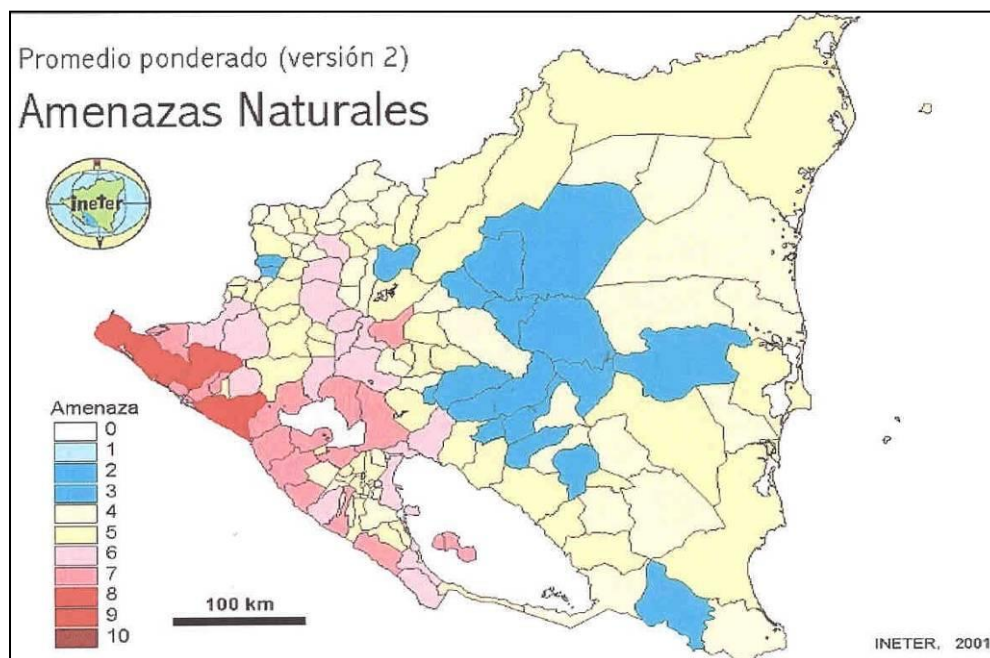 Promedio ponderado (versión 2)
Amenazas Naturales
ineter
Amenaza
0
1
2
3
4
5
6
7
8
9
10
100 km
INETER, 2001